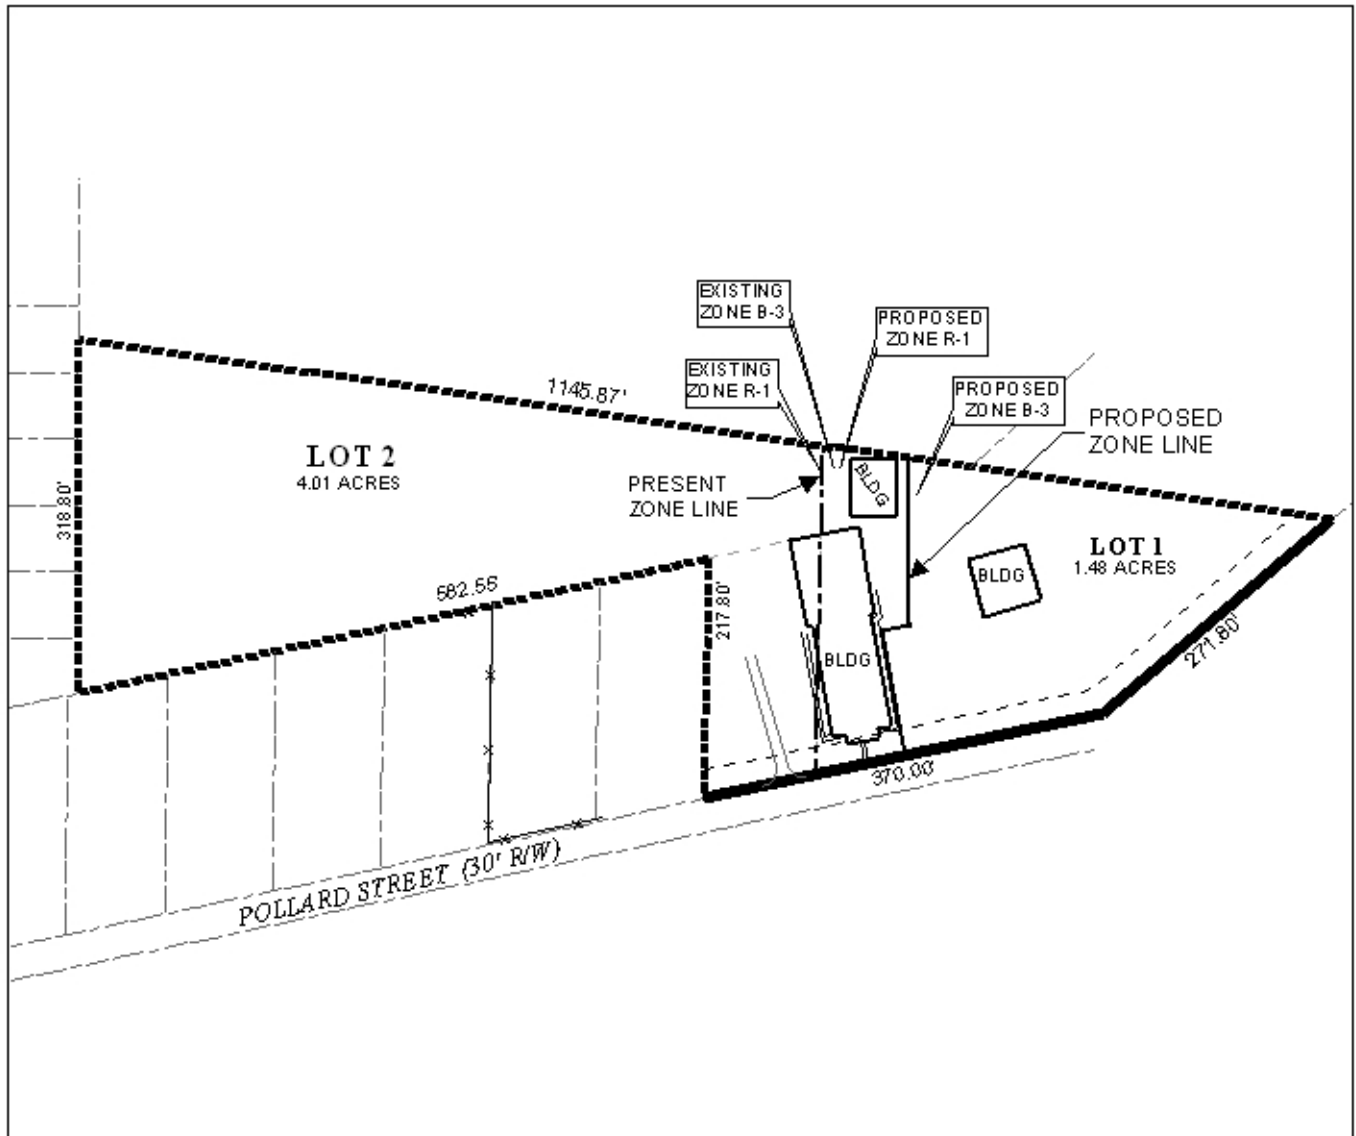 EXISTING
ZONE B-3
PROPOSED
ZONE R-1
EXISTING
ZONE R-1
PROPOSED
ZONE B-3
PROPOSED
ZONE LINE
1145.87'
LOT 2
4.01 ACRES
PRESENT
ZONE LINE
BLDG
318.80'
LOT 1
1.48 ACRES
BLDG
582.55
217.80'
BLDG
271.80'
370.00'
POLLARD STREET (30' R/W)